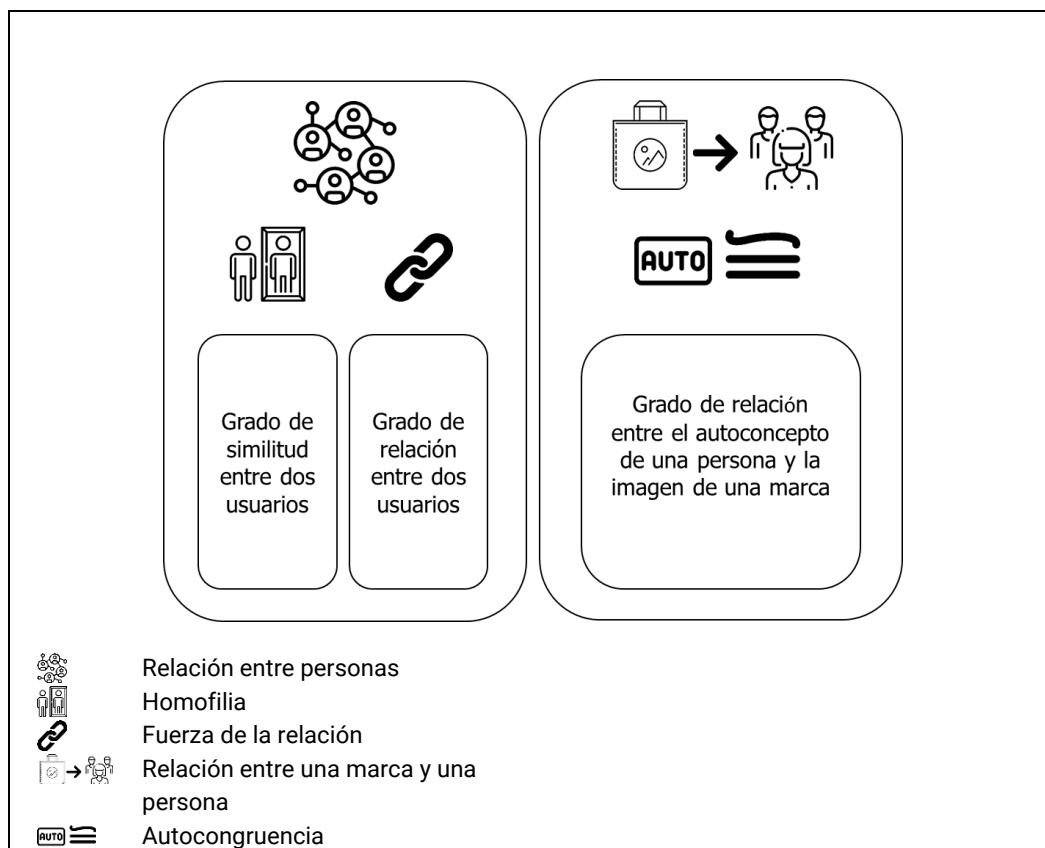 AUTO
Grado de
similitud
entre dos
usuarios
Grado de
relación
entre dos
usuarios
Grado de relación
entre el autoconcepto
de una persona y la
imagen de una marca
Relación entre personas
Homofilia
Fuerza de la relación
Relación entre una marca y una
persona
AUTO
Autocongruencia